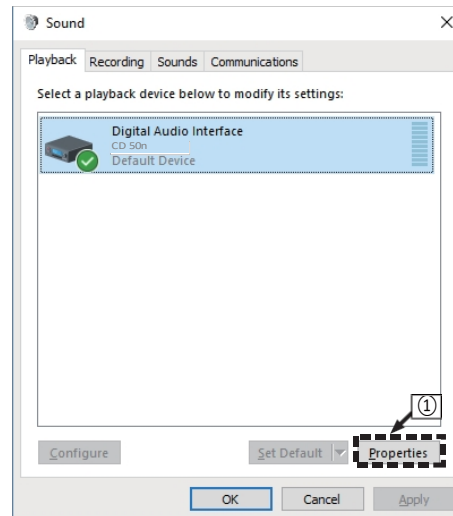 Sound
Playback Recording Sounds Communications
Select a playback device below to modify its settings:
Digital Audio Interface
CD 50n
Default Device
①
Configure Set Default Properties
OK Cancel Apply